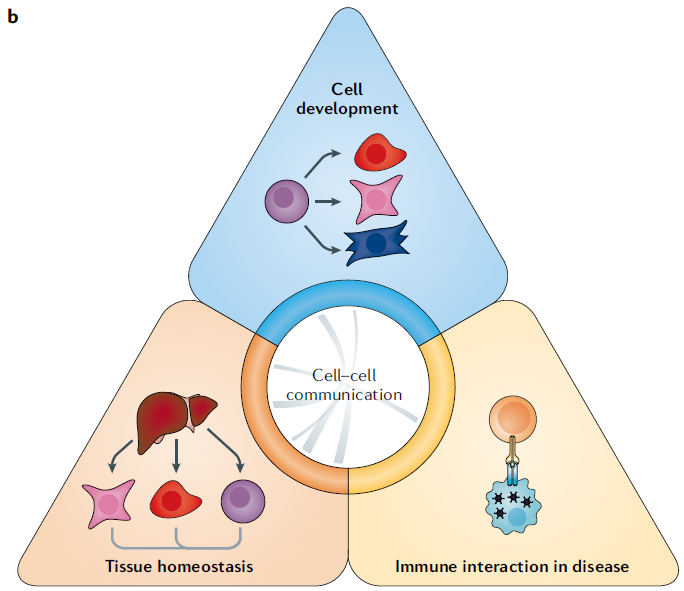 b
Cell
development
Cell–cell
communication
Tissue homeostasis
Immune interaction in disease